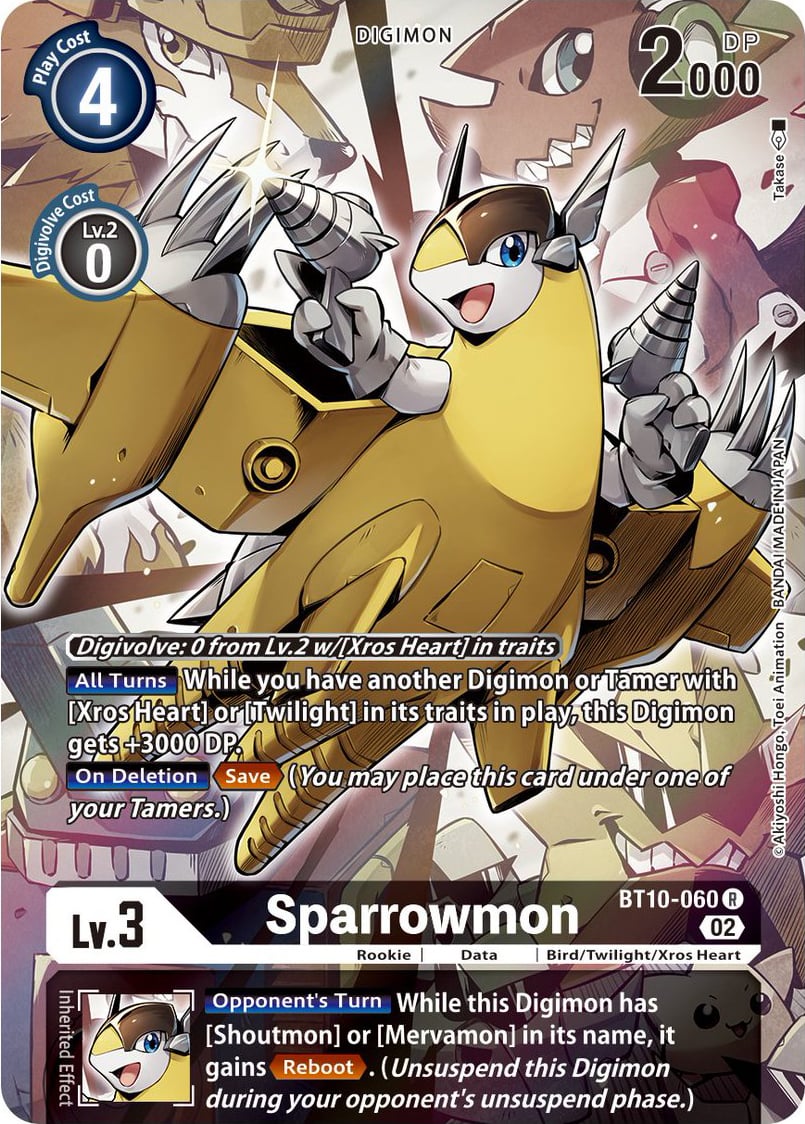 Play Cost
4
DIGIMON
DP
2000
Takase
Digivolve Cost
Lv.2
0
Digivolve: 0 from Lv.2 w/[Xros Heart] in traits
All Turns While you have another Digimon or Tamer with
[Xros Heart] or [Twilight] in its traits in play, this Digimon
gets +3000 DP.
On Deletion Save (You may place this card under one of
your Tamers.)
©Akiyoshi Hongo, Toei Animation BANDAI MADE IN JAPAN
Lv.3
Sparrowmon
BT10-060 R
02
Rookie | Data | Bird/Twilight/Xros Heart
Inherited Effect
Opponent's Turn While this Digimon has
[Shoutmon] or [Mervamon] in its name, it
gains Reboot. (Unsuspend this Digimon
during your opponent's unsuspend phase.)